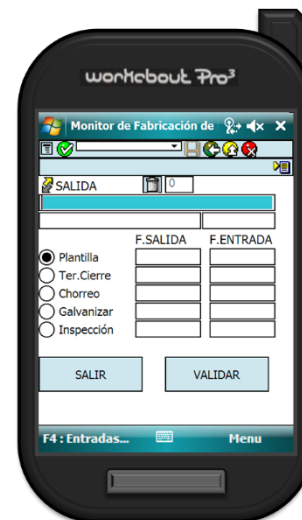 workabout Pro³
Monitor de Fabricación de
SALIDA 0
F.SALIDA F.ENTRADA
Plantilla
Ter.Cierre
Chorreo
Galvanizar
Inspección
SALIR VALIDAR
F4 : Entradas... Menu